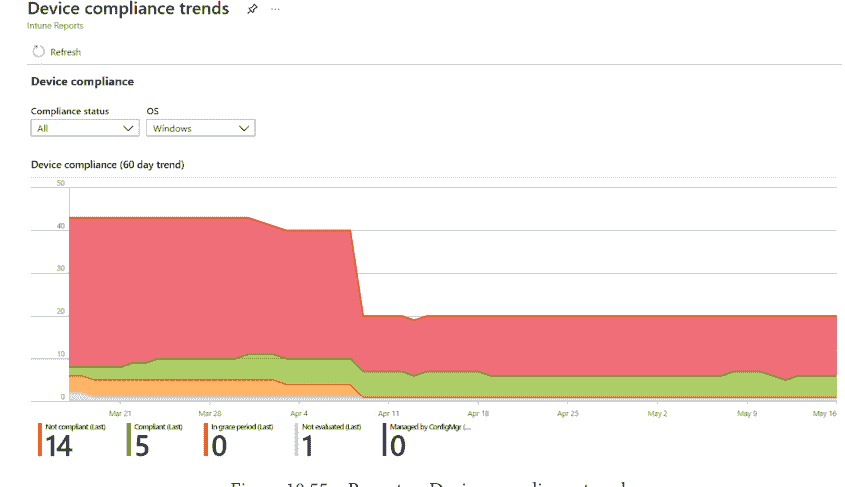 Device compliance trends ...
Intune Reports
Refresh
Device compliance
Compliance status OS
All Windows
Device compliance (60 day trend)
50
40
30
20
10
0
Mar 21 Mar 28 Apr 4 Apr 11 Apr 18 Apr 25 May 2 May 9 May 16
Not compliant (Last) Compliant (Last) In grace period (Last) Not evaluated (Last) Managed by ConfigMgr (...
14 5 0 1 0